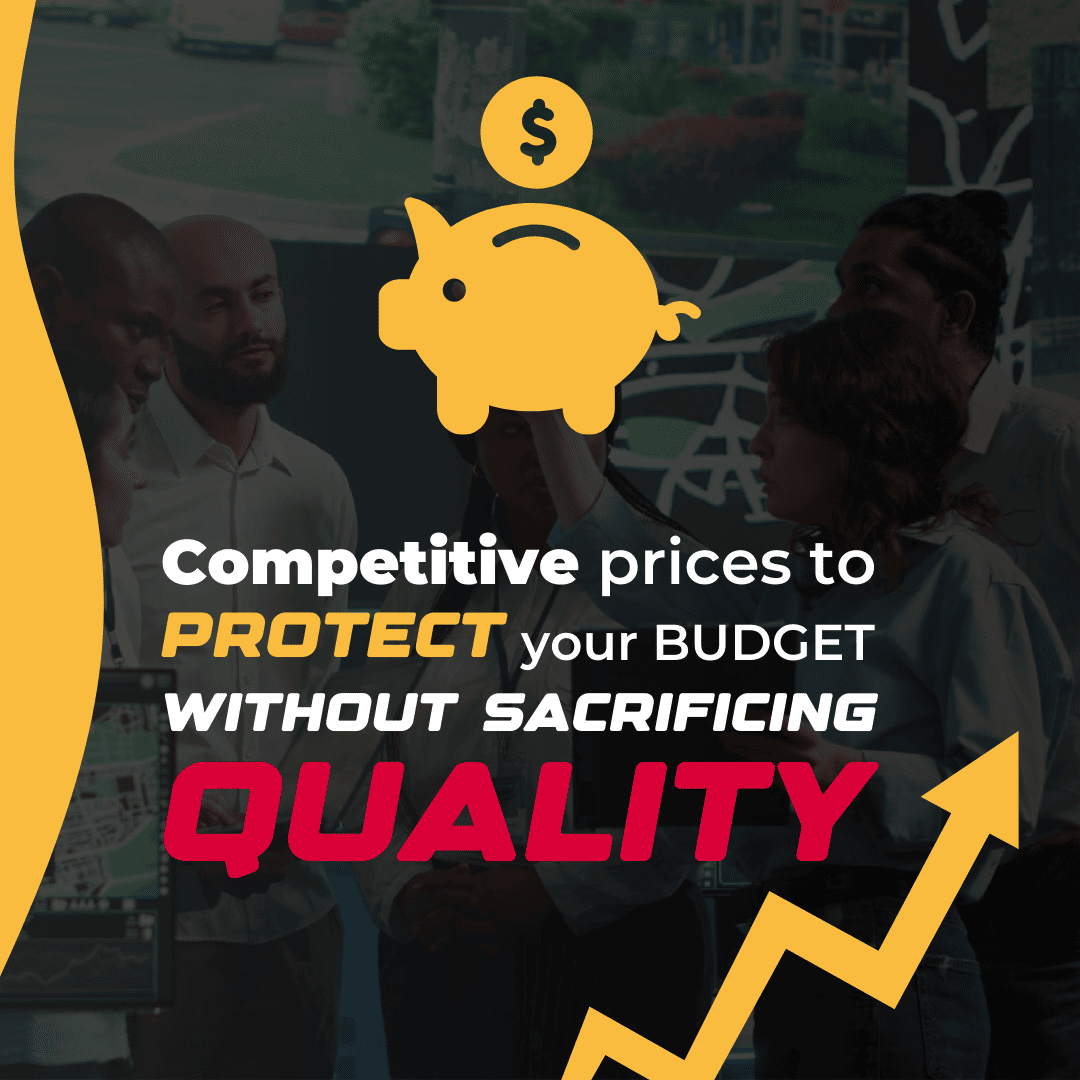 $
Competitive prices to
PROTECT your BUDGET
WITHOUT SACRIFICING
QUALITY